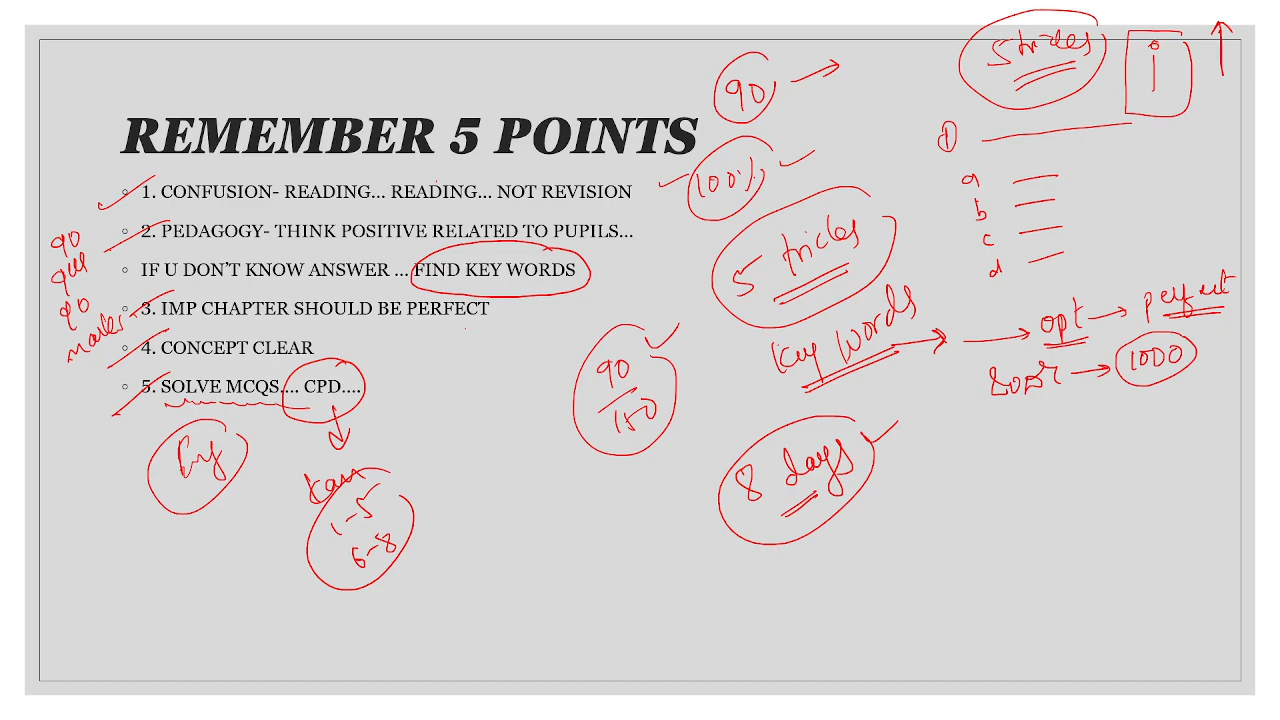 REMEMBER 5 POINTS
1. CONFUSION- READING... READING... NOT REVISION
2. PEDAGOGY- THINK POSITIVE RELATED TO PUPILS...
IF U DON'T KNOW ANSWER ... FIND KEY WORDS
3. IMP CHAPTER SHOULD BE PERFECT
4. CONCEPT CLEAR
5. SOLVE MCQS.... CPD....
90
que
90
marks
1-5
6-8
90
150
90
100%
5 tricks
Key words
8 days
5 tricks
i
1
a
b
c
d
opt
perfect
1000